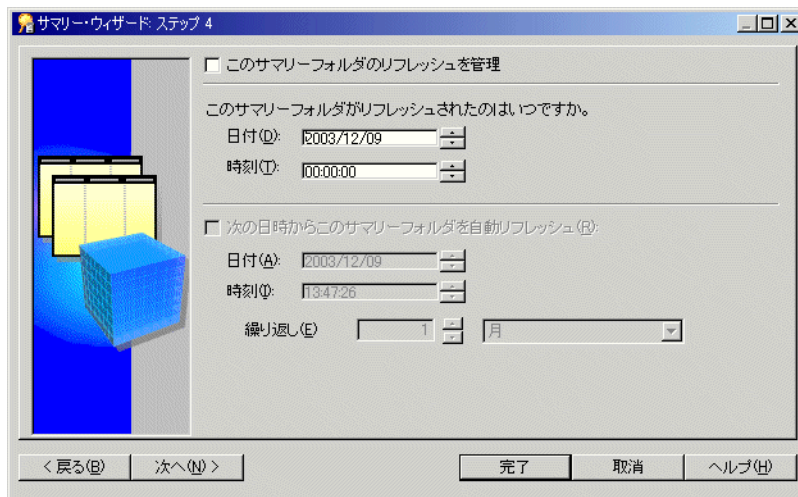 サマリー・ウィザード: ステップ 4
このサマリーフォルダのリフレッシュを管理
このサマリーフォルダがリフレッシュされたのはいつですか。
日付(D): 2003/12/09
時刻(T): 00:00:00
次の日時からこのサマリーフォルダを自動リフレッシュ(R):
日付(A): 2003/12/09
時刻(I): 13:47:26
繰り返し(E) 1 月
< 戻る(B) 次へ(N) > 完了 取消 ヘルプ(H)